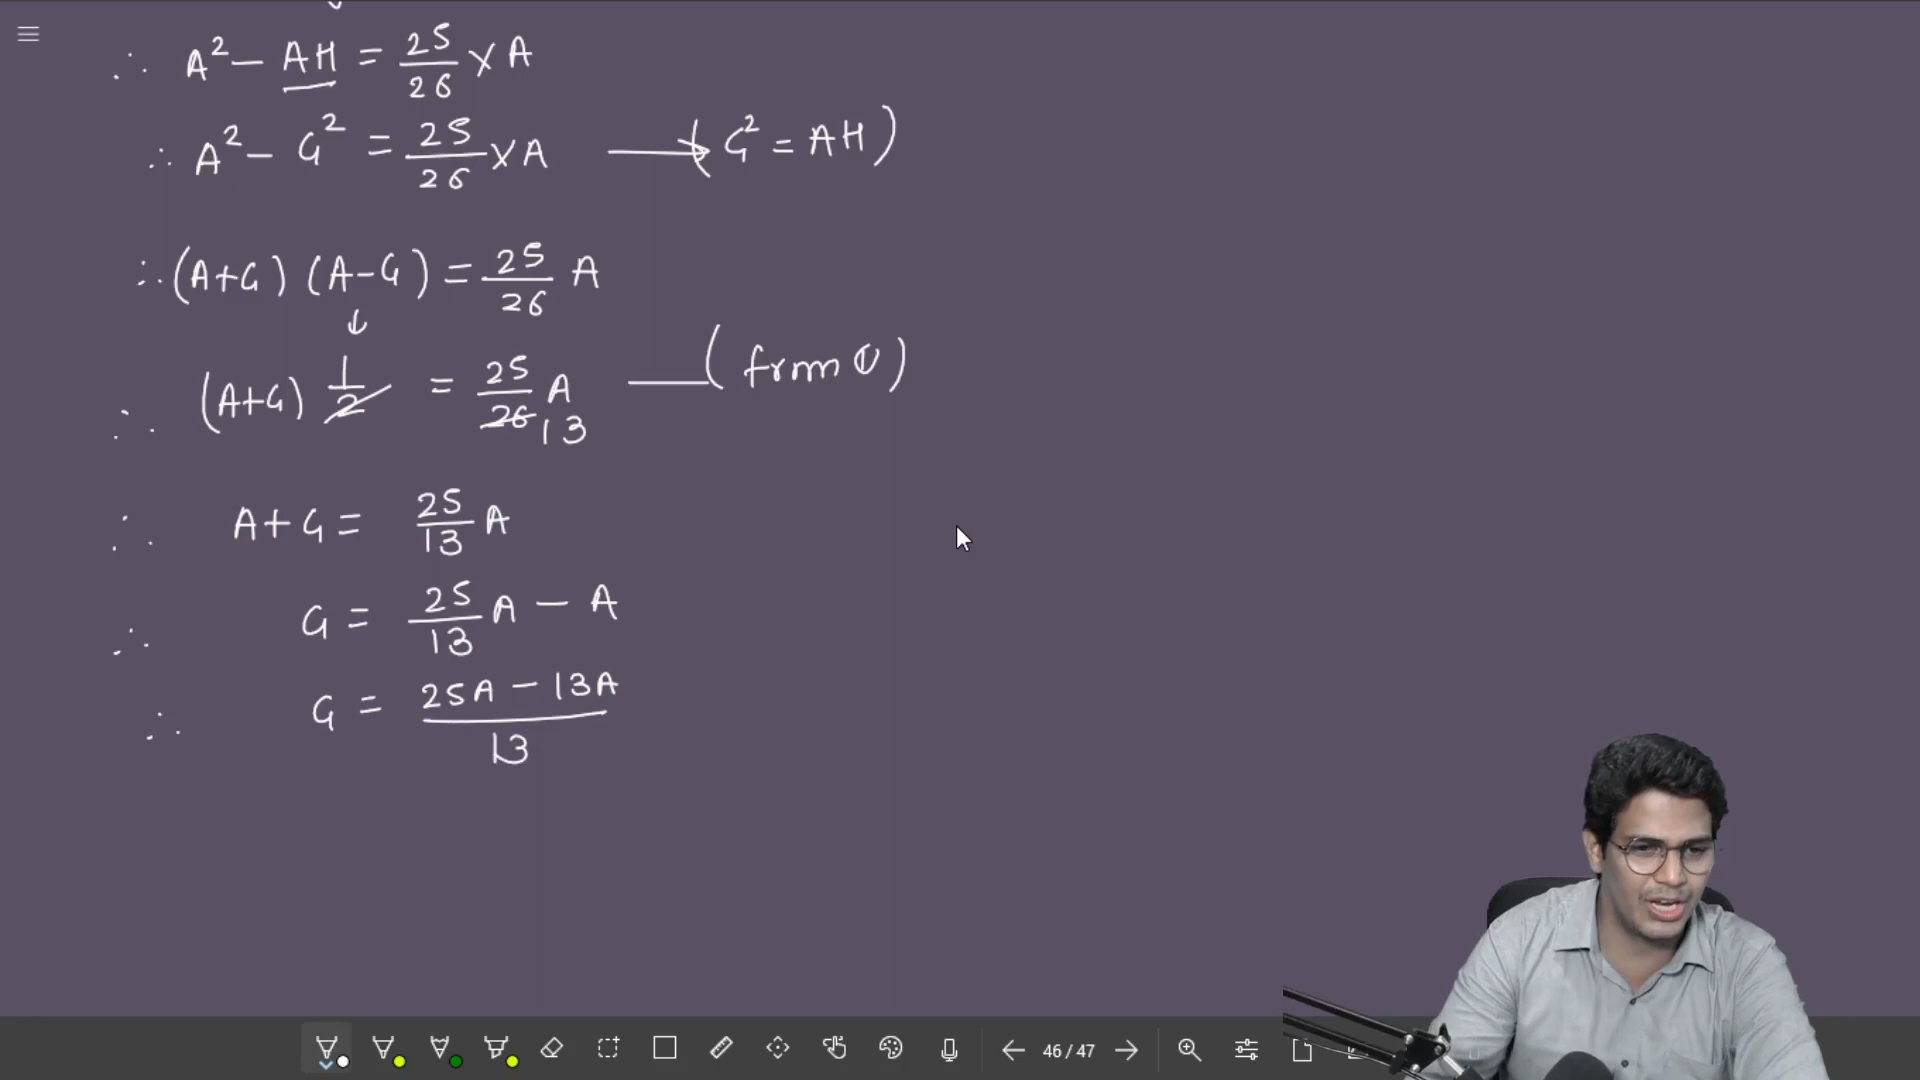 ∴ A² − AH = 25/26 × A
∴ A² − G² = 25/26 × A ⟶ (G² = AH)
∴ (A+G) (A−G) = 25/26 A
↓
∴ (A+G) 1/2 = 25/26 A 13 — (from ①)
∴ A+G = 25/13 A
∴ G = 25/13 A − A
∴ G = 25A − 13A / 13
46 / 47